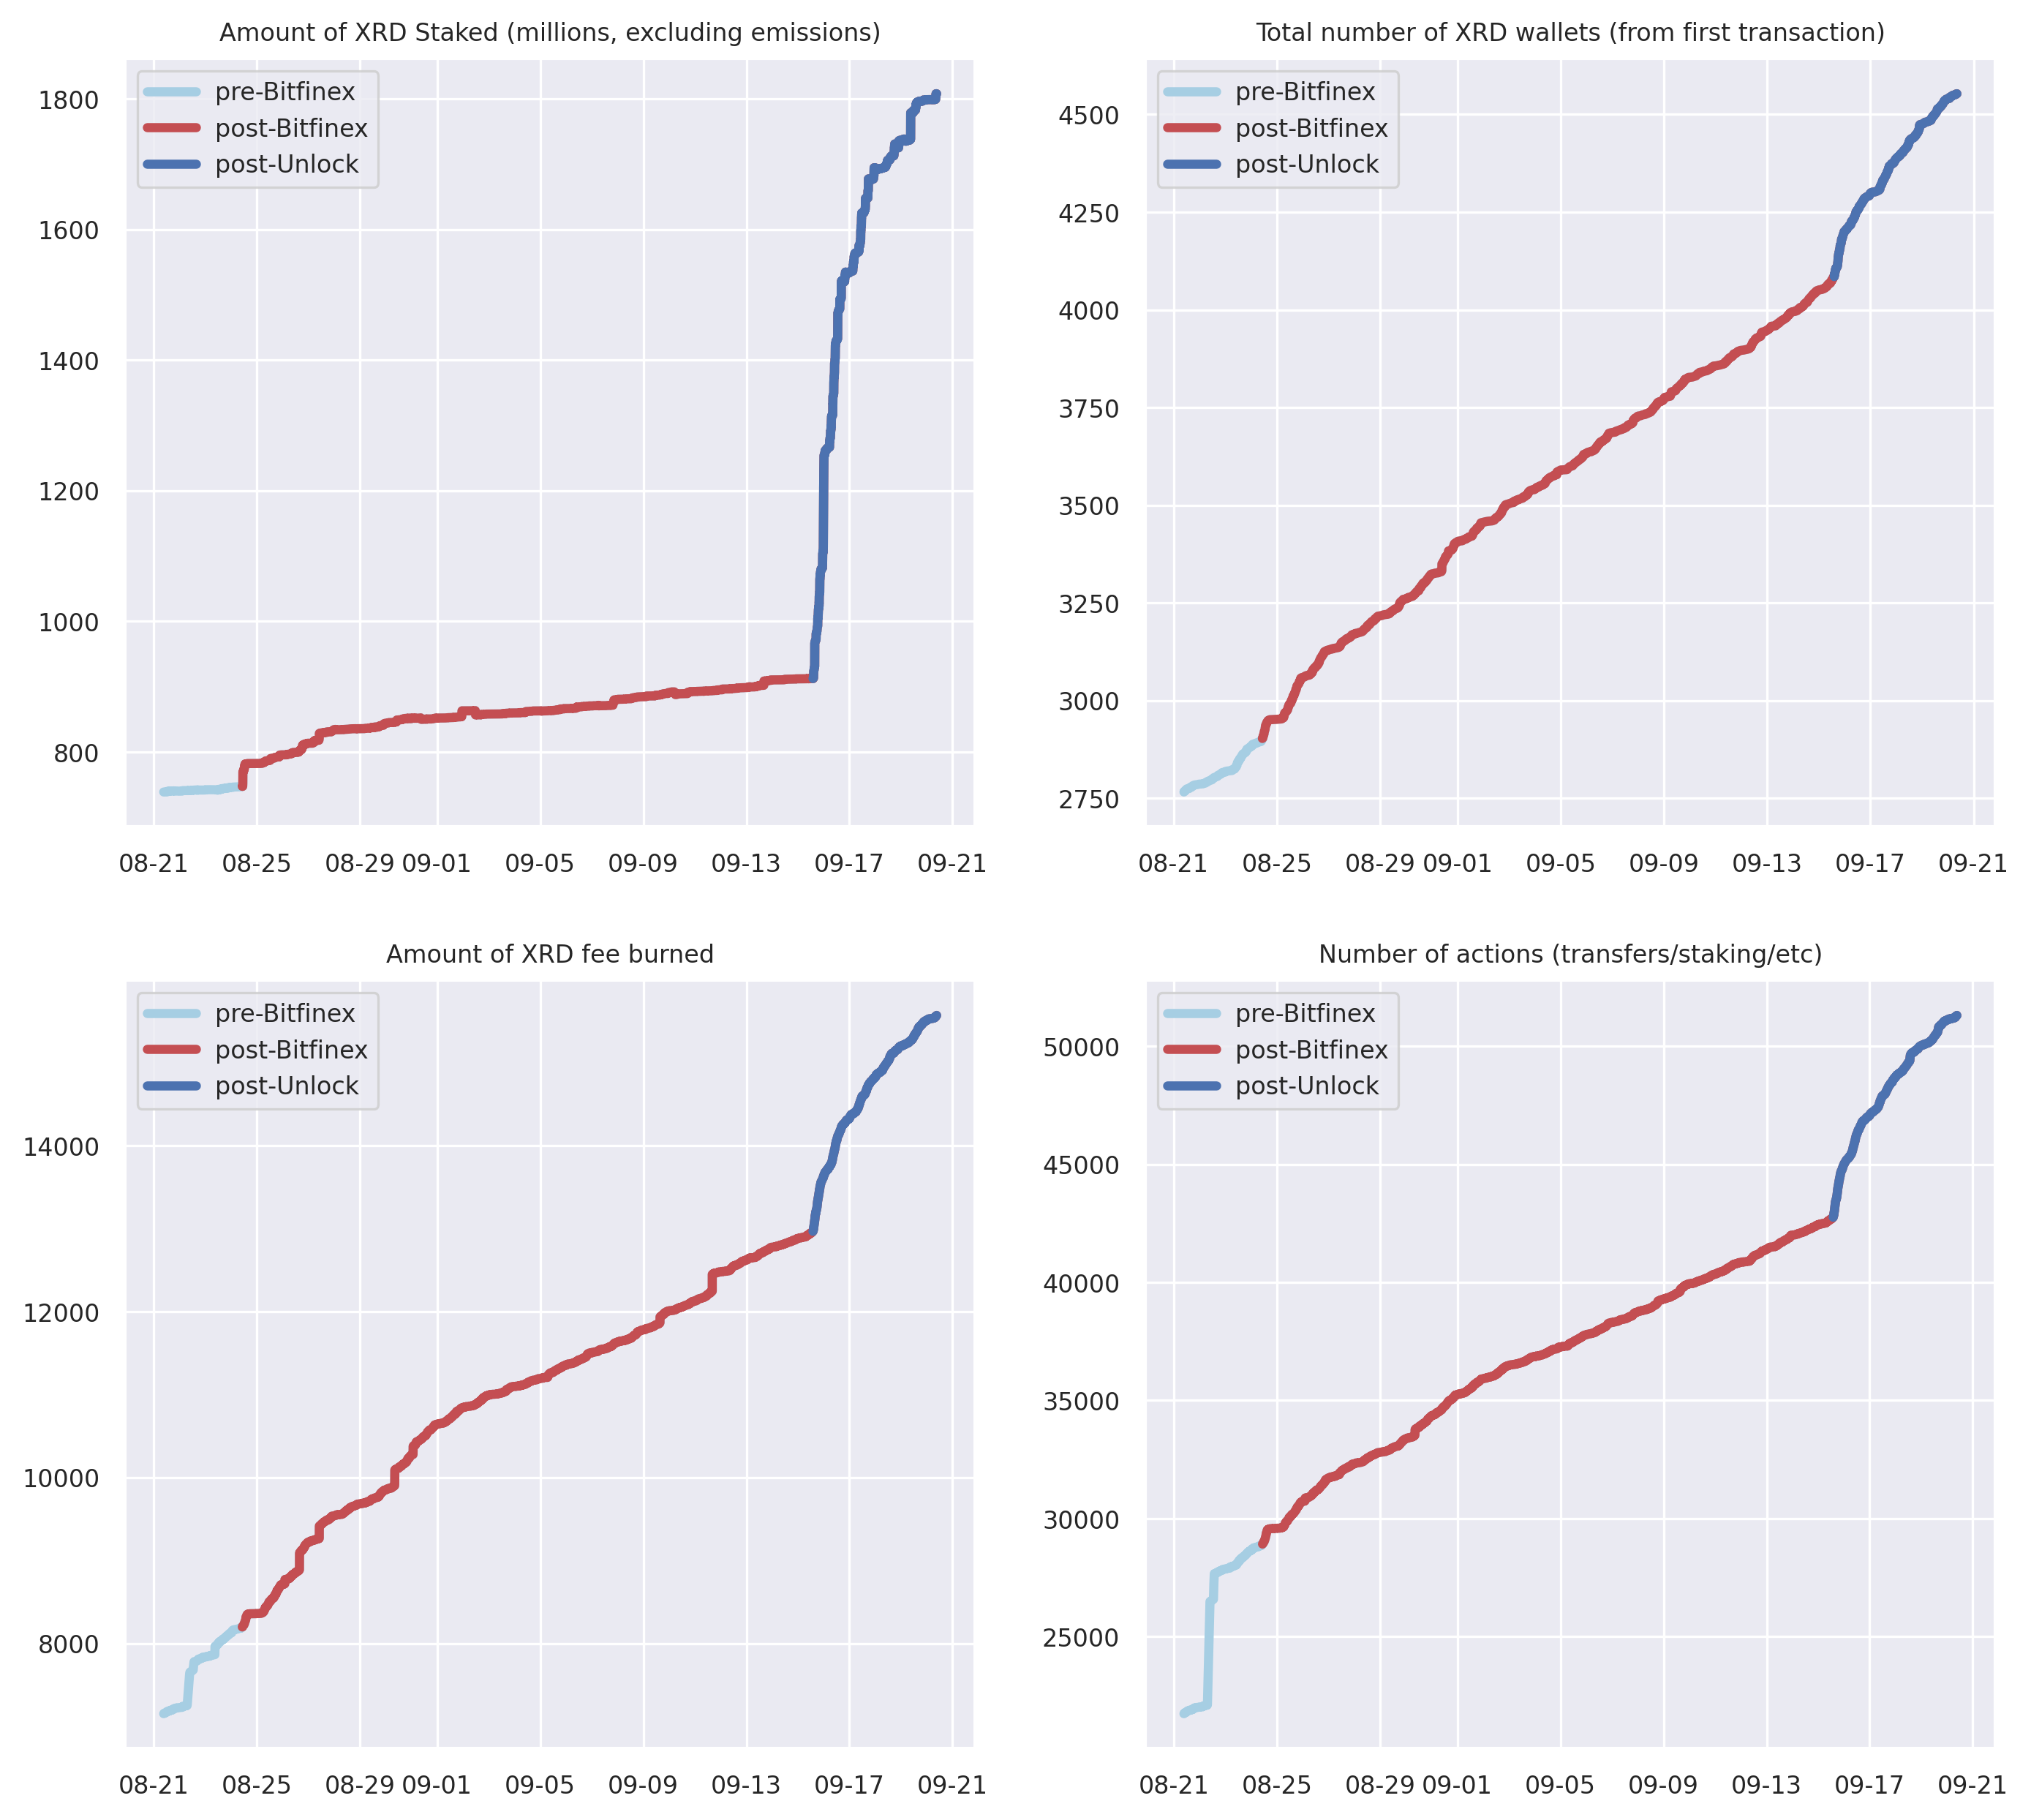 Amount of XRD Staked (millions, excluding emissions)
pre-Bitfinex
post-Bitfinex
post-Unlock
1800
1600
1400
1200
1000
800
08-21 08-25 08-29 09-01 09-05 09-09 09-13 09-17 09-21
Total number of XRD wallets (from first transaction)
pre-Bitfinex
post-Bitfinex
post-Unlock
4500
4250
4000
3750
3500
3250
3000
2750
08-21 08-25 08-29 09-01 09-05 09-09 09-13 09-17 09-21
Amount of XRD fee burned
pre-Bitfinex
post-Bitfinex
post-Unlock
14000
12000
10000
8000
08-21 08-25 08-29 09-01 09-05 09-09 09-13 09-17 09-21
Number of actions (transfers/staking/etc)
pre-Bitfinex
post-Bitfinex
post-Unlock
50000
45000
40000
35000
30000
25000
08-21 08-25 08-29 09-01 09-05 09-09 09-13 09-17 09-21